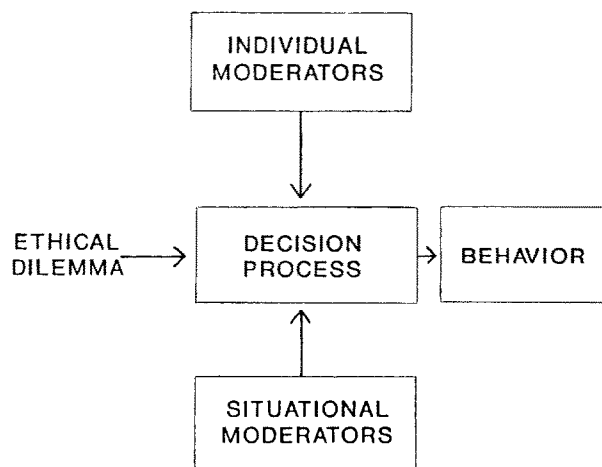 INDIVIDUAL
MODERATORS
ETHICAL
DILEMMA
DECISION
PROCESS
BEHAVIOR
SITUATIONAL
MODERATORS